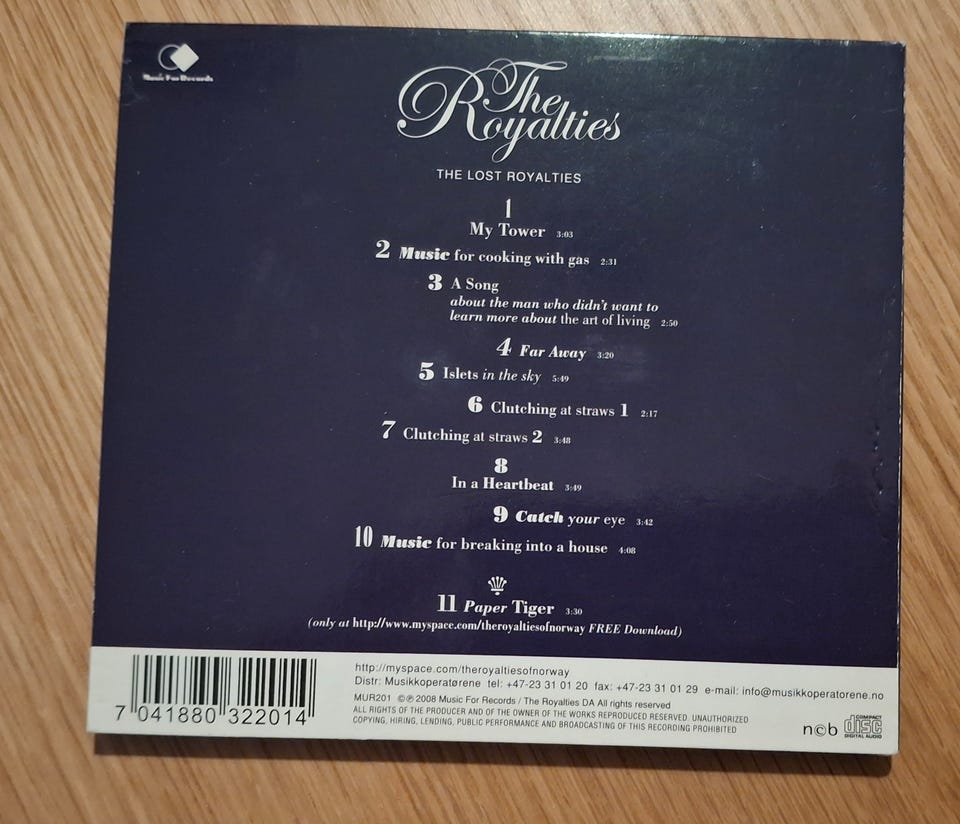 Music For Records
The
Royalties
THE LOST ROYALTIES
1
My Tower 3:03
2 Music for cooking with gas 2:31
3 A Song
about the man who didn't want to
learn more about the art of living 2:50
4 Far Away 3:20
5 Islets in the sky 5:49
6 Clutching at straws 1 2:17
7 Clutching at straws 2 3:48
8
In a Heartbeat 3:49
9 Catch your eye 3:42
10 Music for breaking into a house 4:08
11 Paper Tiger 3:30
(only at http://www.myspace.com/theroyaltiesofnorway FREE Download)
7 041880 322014
http://myspace.com/theroyaltiesofnorway
Distr: Musikkoperatørene tel: +47-23 31 01 20 fax: +47-23 31 01 29 e-mail: info@musikkoperatorene.no
MUR201 ©℗ 2008 Music For Records / The Royalties DA All rights reserved
ALL RIGHTS OF THE PRODUCER AND OF THE OWNER OF THE WORKS REPRODUCED RESERVED. UNAUTHORIZED
COPYING, HIRING, LENDING, PUBLIC PERFORMANCE AND BROADCASTING OF THIS RECORDING PROHIBITED
n©b
COMPACT
disc
DIGITAL AUDIO